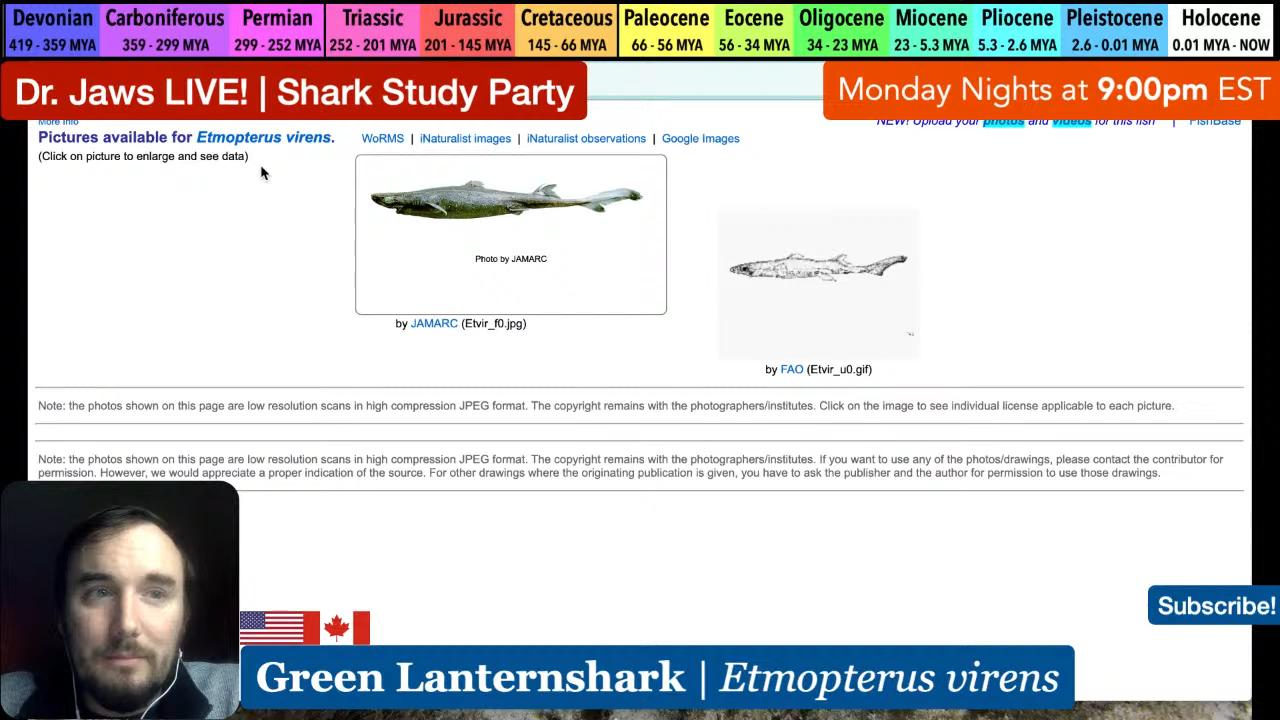 Devonian Carboniferous Permian Triassic Jurassic Cretaceous Paleocene Eocene Oligocene Miocene Pliocene Pleistocene Holocene
419 - 359 MYA 359 - 299 MYA 299 - 252 MYA 252 - 201 MYA 201 - 145 MYA 145 - 66 MYA 66 - 56 MYA 56 - 34 MYA 34 - 23 MYA 23 - 5.3 MYA 5.3 - 2.6 MYA 2.6 - 0.01 MYA 0.01 MYA - NOW
Dr. Jaws LIVE! | Shark Study Party
Monday Nights at 9:00pm EST
More info
NEW! Upload your photos and videos for this fish | FishBase
Pictures available for Etmopterus virens.
WoRMS | iNaturalist images | iNaturalist observations | Google Images
(Click on picture to enlarge and see data)
Photo by JAMARC
by JAMARC (Etvir_f0.jpg)
by FAO (Etvir_u0.gif)
Note: the photos shown on this page are low resolution scans in high compression JPEG format. The copyright remains with the photographers/institutes. Click on the image to see individual license applicable to each picture.
Note: the photos shown on this page are low resolution scans in high compression JPEG format. The copyright remains with the photographers/institutes. If you want to use any of the photos/drawings, please contact the contributor for
permission. However, we would appreciate a proper indication of the source. For other drawings where the originating publication is given, you have to ask the publisher and the author for permission to use those drawings.
Subscribe!
Green Lanternshark | Etmopterus virens